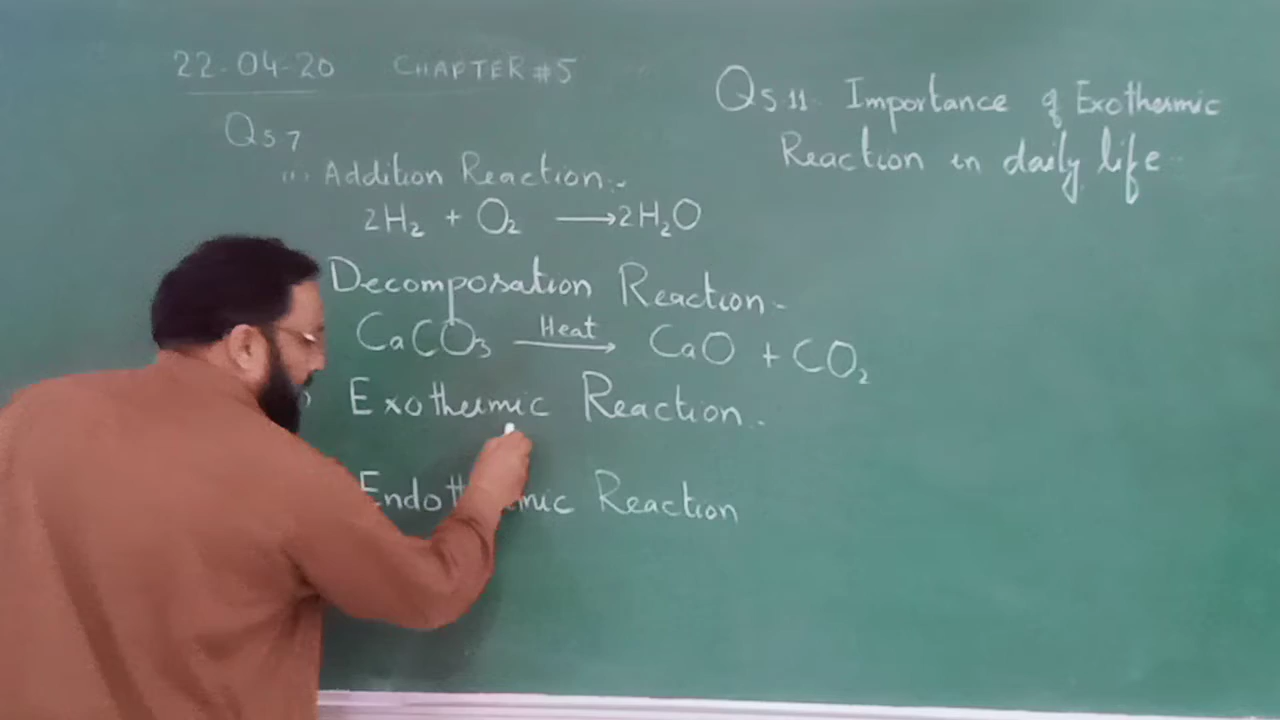 22-04-20 CHAPTER #5
Qs 7
(i) Addition Reaction:-
2H₂ + O₂ ⟶ 2H₂O
Decomposation Reaction-
CaCO₃ Heat ⟶ CaO + CO₂
) Exothermic Reaction.
Endothermic Reaction
Qs 11. Importance of Exothermic
Reaction in daily life